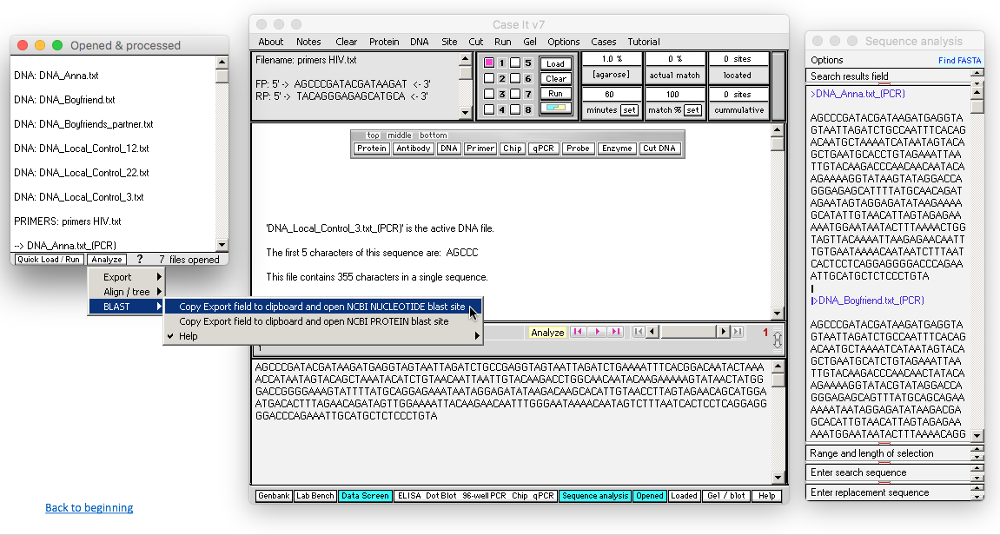 Opened & processed
DNA: DNA_Anna.txt
DNA: DNA_Boyfriend.txt
DNA: DNA_Boyfriends_partner.txt
DNA: DNA_Local_Control_12.txt
DNA: DNA_Local_Control_22.txt
DNA: DNA_Local_Control_3.txt
PRIMERS: primers HIV.txt
--> DNA_Anna.txt_(PCR)
Quick Load / Run Analyze ? 7 files opened
Export
Align / tree
BLAST
Copy Export field to clipboard and open NCBI NUCLEOTIDE blast site
Copy Export field to clipboard and open NCBI PROTEIN blast site
Help
Back to beginning
Case It v7
About Notes Clear Protein DNA Site Cut Run Gel Options Cases Tutorial
Filename: primers HIV.txt
FP: 5' -> AGCCCGATACGATAAGAT <- 3'
RP: 5' -> TACAGGGAGAGCATGCA <- 3'
1 5 Load
2 6 Clear
3 7 Run
4 8
1.0 % 0 % 0 sites
[agarose] actual match located
60 100 0 sites
minutes set match % set cummulative
top middle bottom
Protein Antibody DNA Primer Chip qPCR Probe Enzyme Cut DNA
'DNA_Local_Control_3.txt_(PCR)' is the active DNA file.
The first 5 characters of this sequence are: AGCCC
This file contains 355 characters in a single sequence.
Analyze 1
1
AGCCCGATACGATAAGATGAGGTAGTAATTAGATCTGCCGAGGTAGTAATTAGATCTGAAAATTTCACGGACAATACTAAA
ACCATAATAGTACAGCTAAATACATCTGTAACAATTAATTGTACAAGACCTGGCAACAATACAAGAAAAAGTATAACTATGG
GACCGGGGAAAGTATTTTATGCAGGAGAAATAATAGGAGATATAAGACAAGCACATTGTAACCTTAGTAGAACAGCATGGA
ATGACACTTTAGAACAGATAGTTGGAAAATTACAAGAACAATTTGGGAATAAAACAATAGTCTTTAATCACTCCTCAGGAGG
GGACCCAGAAATTGCATGCTCTCCCTGTA
Genbank Lab Bench Data Screen ELISA Dot Blot 96-well PCR Chip qPCR Sequence analysis Opened Loaded Gel / blot Help
Sequence analysis
Options Find FASTA
Search results field
>DNA_Anna.txt_(PCR)
AGCCCGATACGATAAGATGAGGTA
GTAATTAGATCTGCCAATTTCACAG
ACAATGCTAAAATCATAATAGTACA
GCTGAATGCACCTGTAGAAATTAA
TTGTACAAGACCCAACAATACA
AGAAAAGGTATAAGTATAGGACCA
GGGAGAGCATTTTATGCAACAGAT
AGAATAGTAGGAGATATAAGAAAA
GCATATTGTAACATTAGTAGAGAA
AAATGGAATAATACTTTAAAACTGG
TAGTTACAAAATTAAGAGAACAATT
TGTGAATAAAACAATAATCTTTAAT
CACTCCTCAGGAGGGGACCCAGAA
ATTGCATGCTCTCCCTGTA
>DNA_Boyfriend.txt_(PCR)
AGCCCGATACGATAAGATGAGGTA
GTAATTAGATCTGCCAATTTCACAG
ACAATGCTAAAATCATAATAGTACA
GCTGAATGCATCTGTAGAAATTAA
TTGTACAAGACCCAACAACTATACA
AGAAAAGGTATACGTATAGGACCA
GGGAGAGCAGTTTATGCAGCAGAA
AAAATAATAGGAGATATAAGACGA
GCACATTGTAACATTAGTAGAGAA
AAATGGAATAATACTTTAAAACAGG
Range and length of selection
Enter search sequence
Enter replacement sequence